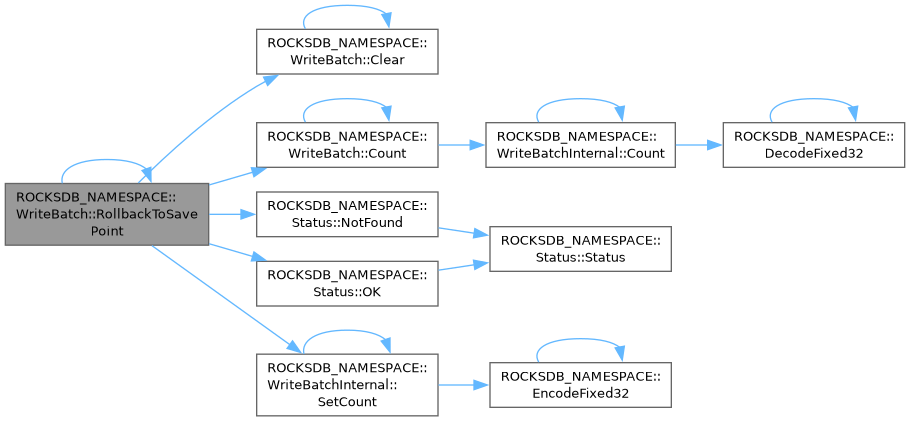 ROCKSDB_NAMESPACE::
WriteBatch::Clear
ROCKSDB_NAMESPACE::
WriteBatch::Count
ROCKSDB_NAMESPACE::
WriteBatchInternal::Count
ROCKSDB_NAMESPACE::
DecodeFixed32
ROCKSDB_NAMESPACE::
WriteBatch::RollbackToSave
Point
ROCKSDB_NAMESPACE::
Status::NotFound
ROCKSDB_NAMESPACE::
Status::Status
ROCKSDB_NAMESPACE::
Status::OK
ROCKSDB_NAMESPACE::
WriteBatchInternal::
SetCount
ROCKSDB_NAMESPACE::
EncodeFixed32